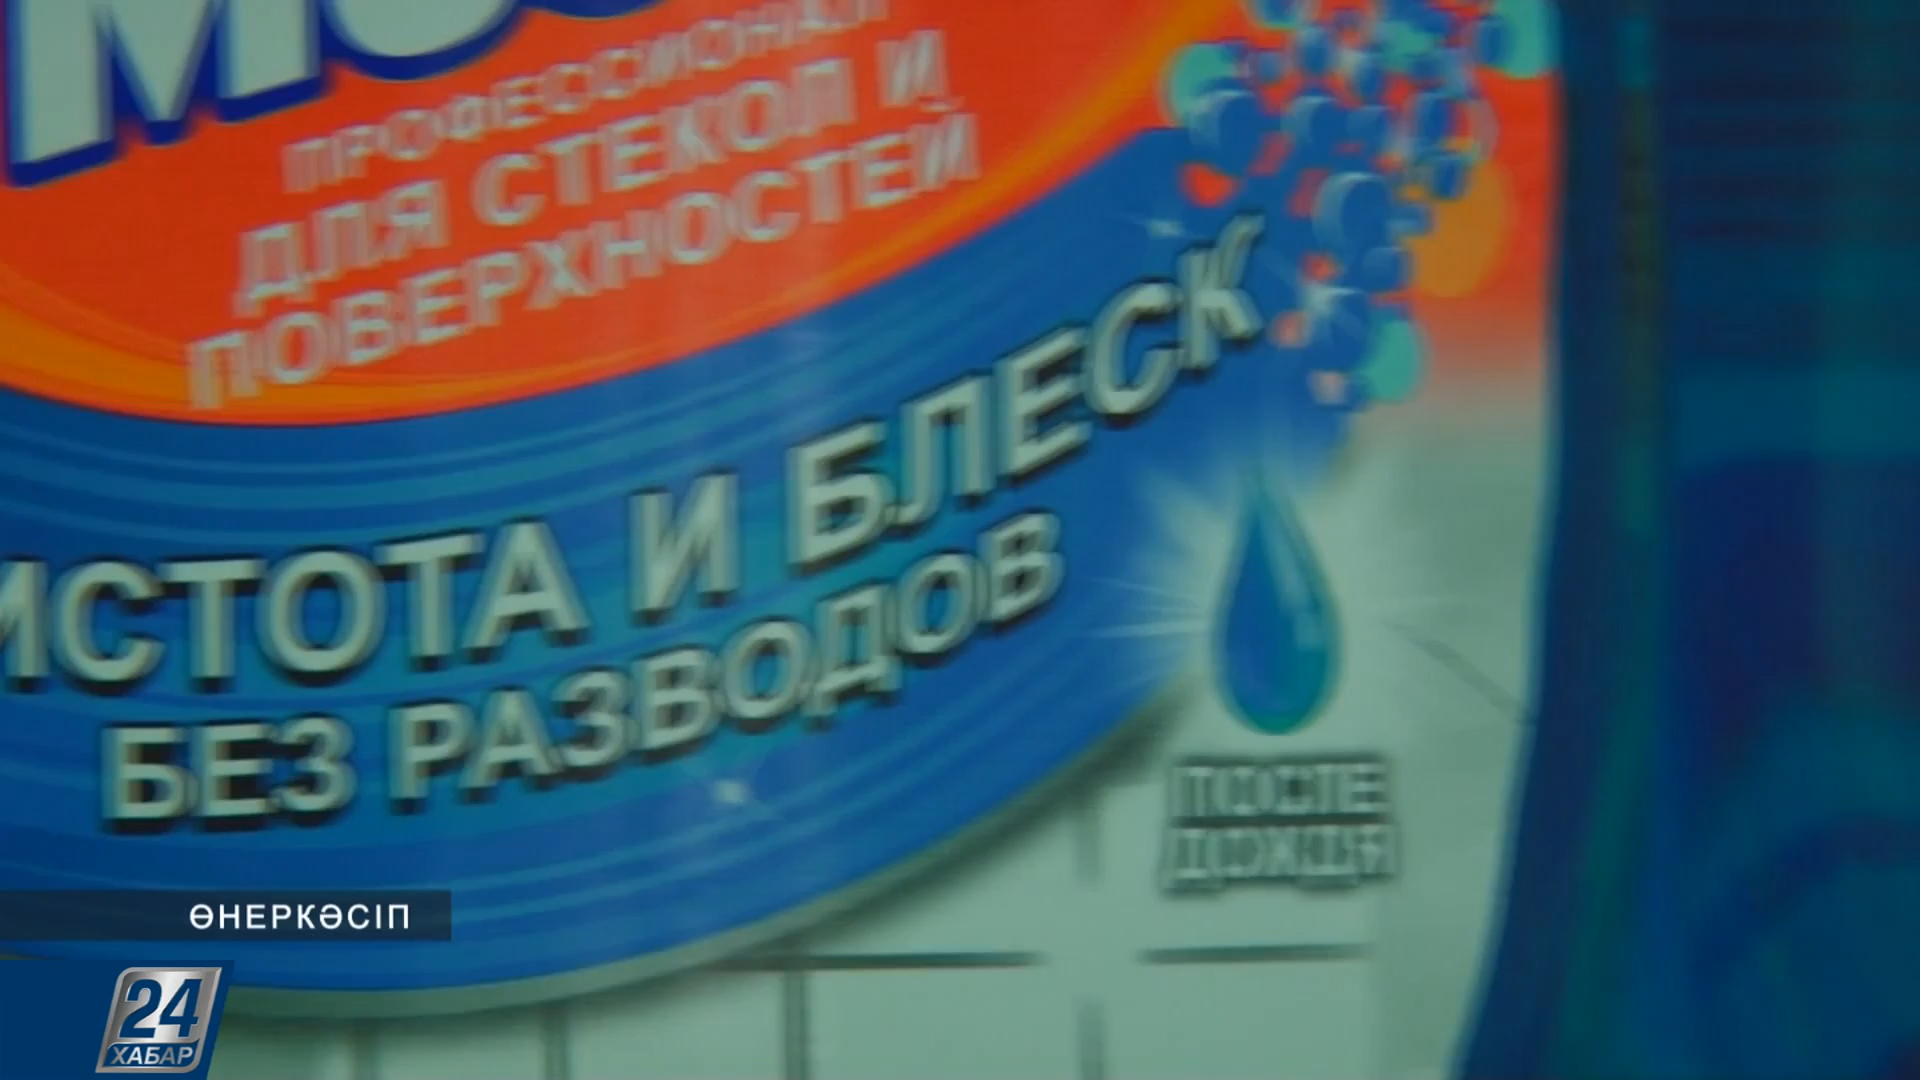 ПРОФЕССИОНАЛ
ДЛЯ СТЕКОЛ И
ПОВЕРХНОСТЕЙ
ИСТОТА И БЛЕСК
БЕЗ РАЗВОДОВ
ПОСЛЕ
ДОЖДЯ
ӨНЕРКӘСІП
24
ХАБАР